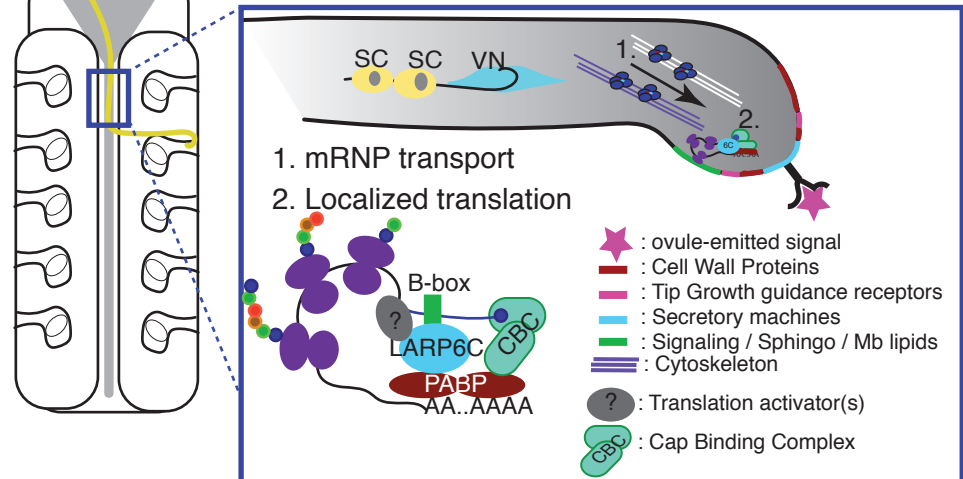 SC SC VN
1.
2.
6C
AA..AA
1. mRNP transport
2. Localized translation
B-box
?
LARP6C
CBC
PABP
AA..AAAA
: ovule-emitted signal
: Cell Wall Proteins
: Tip Growth guidance receptors
: Secretory machines
: Signaling / Sphingo / Mb lipids
: Cytoskeleton
? : Translation activator(s)
CBC : Cap Binding Complex